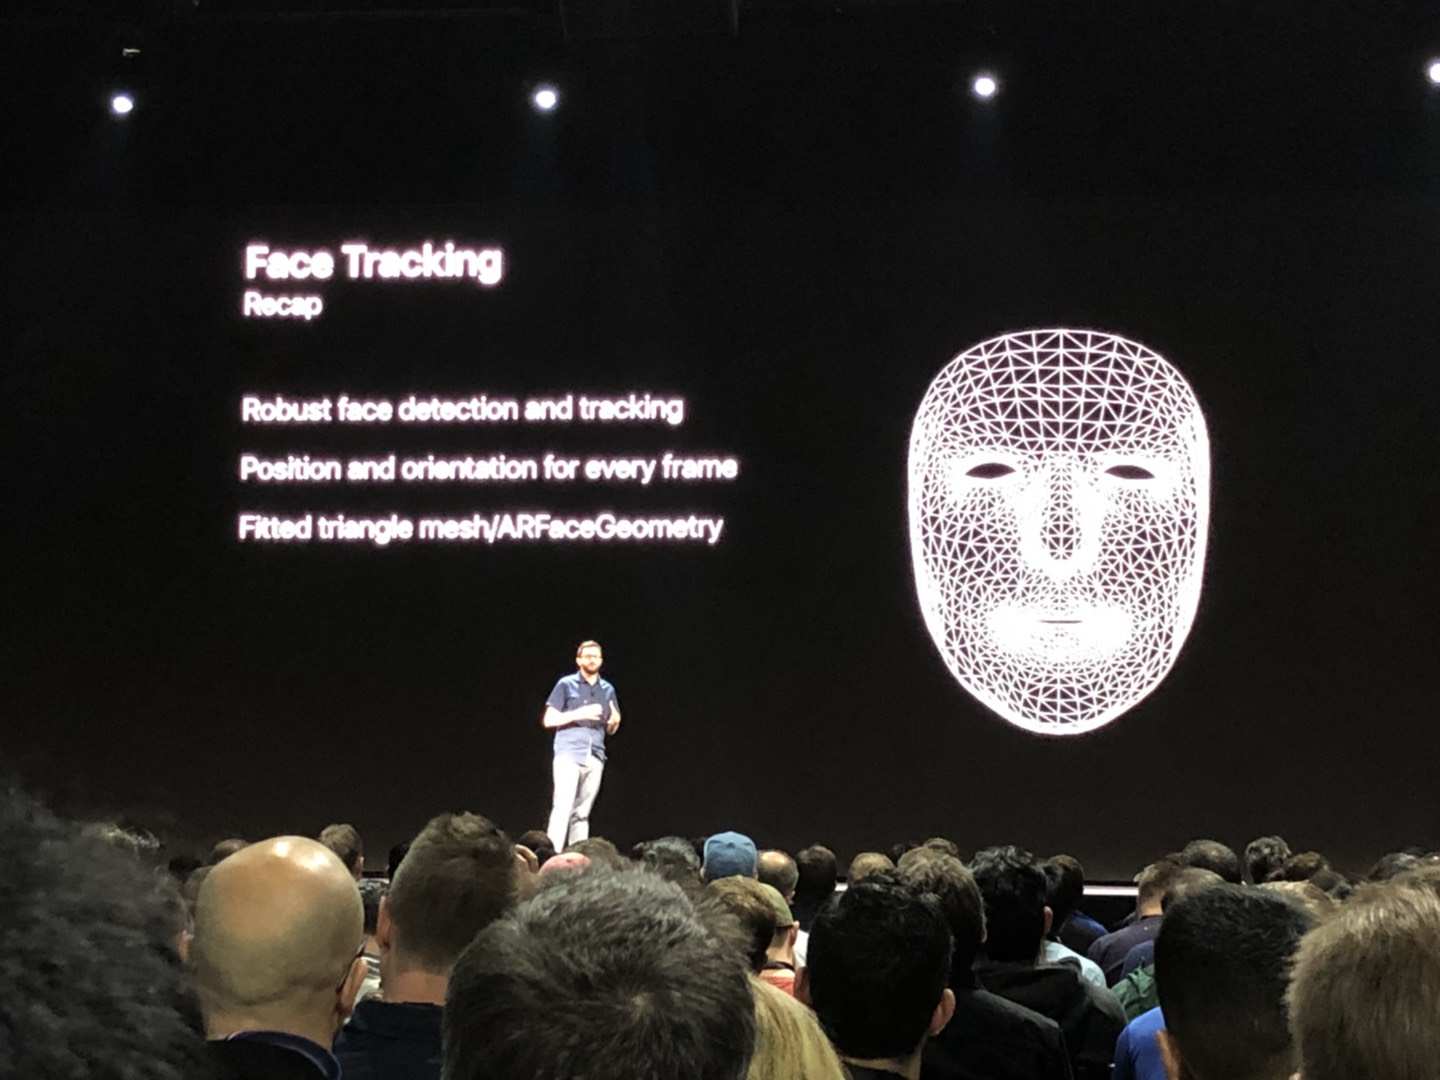 Face Tracking
Recap
Robust face detection and tracking
Position and orientation for every frame
Fitted triangle mesh/ARFaceGeometry